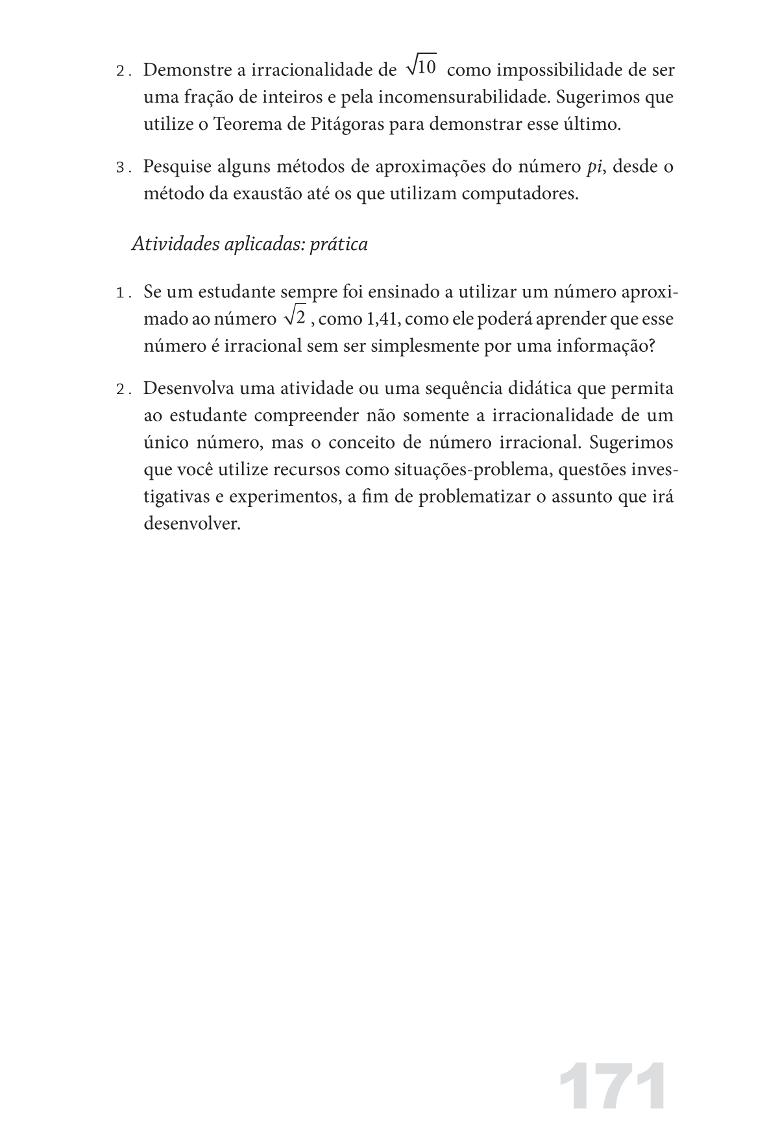 2. Demonstre a irracionalidade de √10 como impossibilidade de ser
uma fração de inteiros e pela incomensurabilidade. Sugerimos que
utilize o Teorema de Pitágoras para demonstrar esse último.
3. Pesquise alguns métodos de aproximações do número pi, desde o
método da exaustão até os que utilizam computadores.
Atividades aplicadas: prática
1. Se um estudante sempre foi ensinado a utilizar um número aproxi-
mado ao número √2, como 1,41, como ele poderá aprender que esse
número é irracional sem ser simplesmente por uma informação?
2. Desenvolva uma atividade ou uma sequência didática que permita
ao estudante compreender não somente a irracionalidade de um
único número, mas o conceito de número irracional. Sugerimos
que você utilize recursos como situações-problema, questões inves-
tigativas e experimentos, a fim de problematizar o assunto que irá
desenvolver.
171